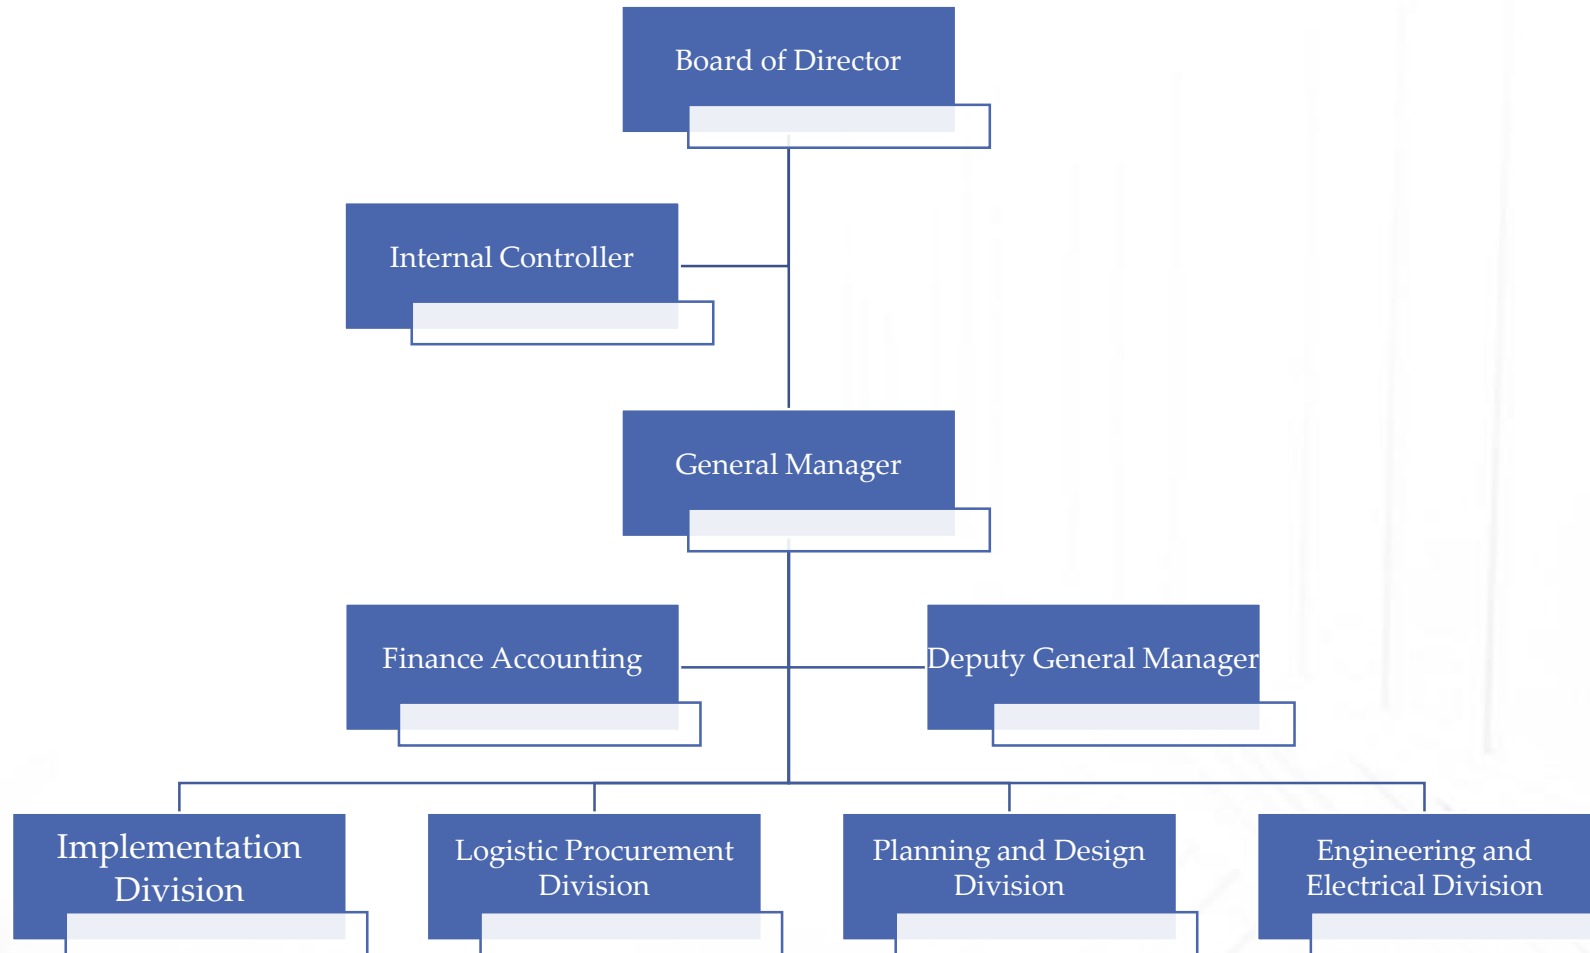 Board of Director
Internal Controller
General Manager
Finance Accounting
Deputy General Manager
Implementation
Division
Logistic Procurement
Division
Planning and Design
Division
Engineering and
Electrical Division